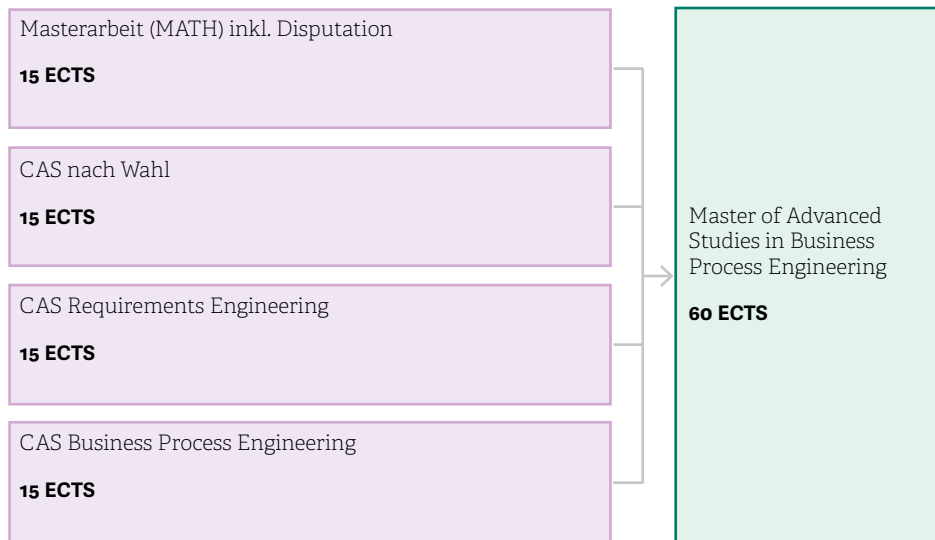 Masterarbeit (MATH) inkl. Disputation
15 ECTS
CAS nach Wahl
15 ECTS
CAS Requirements Engineering
15 ECTS
CAS Business Process Engineering
15 ECTS
Master of Advanced
Studies in Business
Process Engineering
60 ECTS